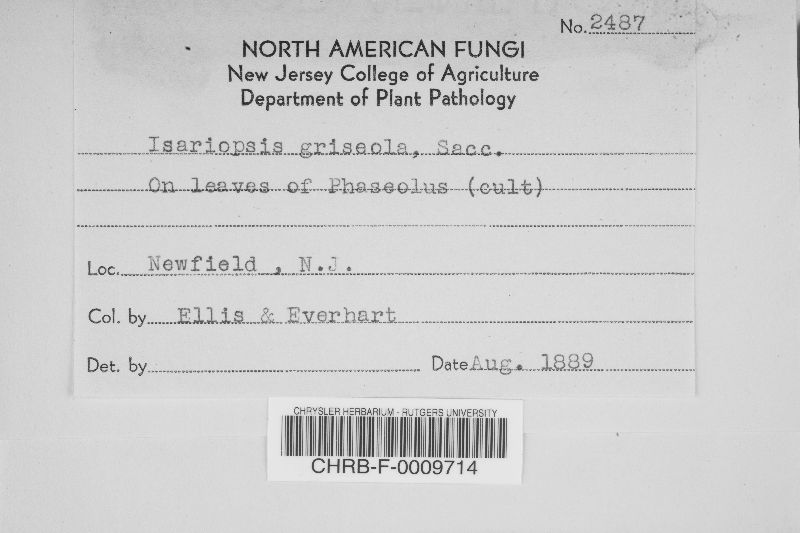 No. 2487
NORTH AMERICAN FUNGI
New Jersey College of Agriculture
Department of Plant Pathology
Isariopsis griseola, Sacc.
On leaves of Phaseolus (cult)
Loc. Newfield , N.J.
Col. by Ellis & Everhart
Det. by Date Aug. 1889
CHRYSLER HERBARIUM - RUTGERS UNIVERSITY
CHRB-F-0009714